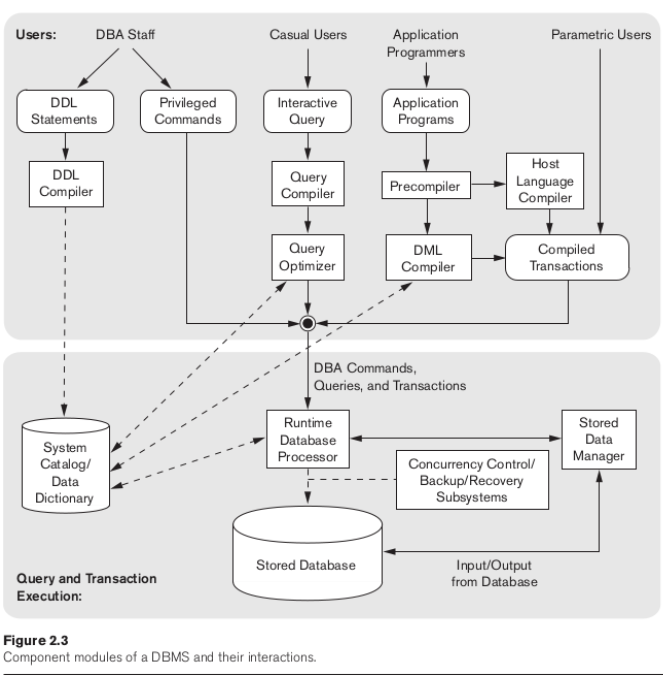 Users:
DBA Staff
Casual Users
Application
Programmers
Parametric Users
DDL
Statements
Privileged
Commands
Interactive
Query
Application
Programs
DDL
Compiler
Query
Compiler
Precompiler
Host
Language
Compiler
Query
Optimizer
DML
Compiler
Compiled
Transactions
DBA Commands,
Queries, and Transactions
System
Catalog/
Data
Dictionary
Runtime
Database
Processor
Stored
Data
Manager
Concurrency Control/
Backup/Recovery
Subsystems
Stored Database
Input/Output
from Database
Query and Transaction
Execution:
Figure 2.3
Component modules of a DBMS and their interactions.